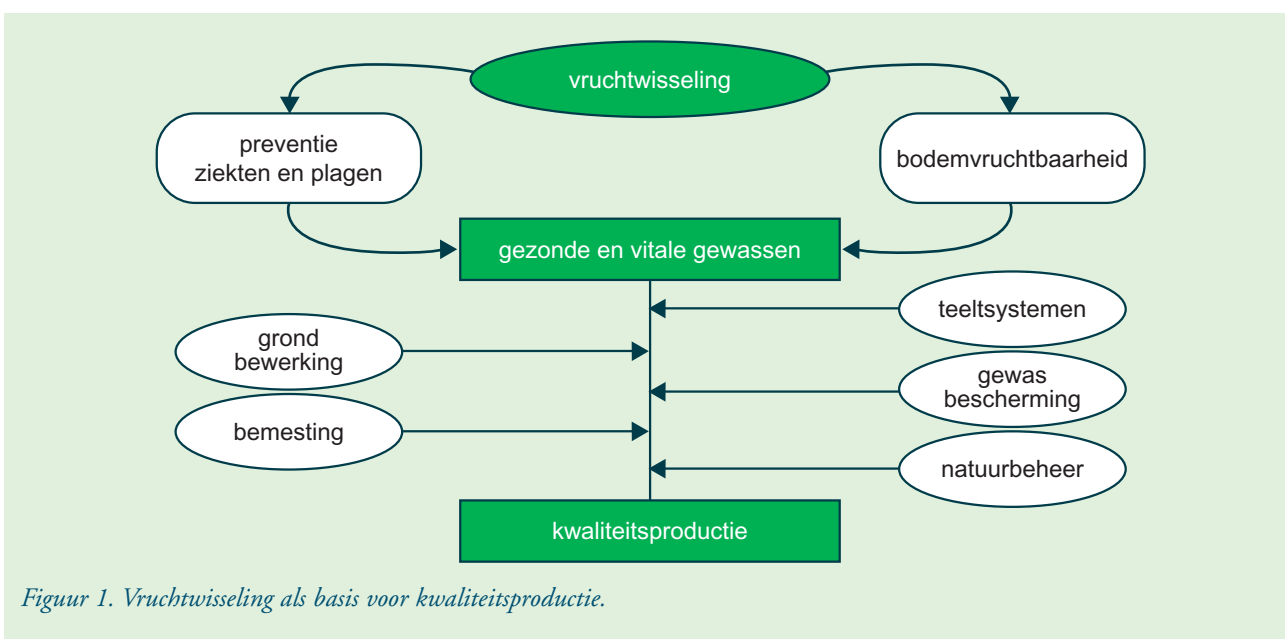 vruchtwisseling
preventie
ziekten en plagen
bodemvruchtbaarheid
gezonde en vitale gewassen
teeltsystemen
grond
bewerking
gewas
bescherming
bemesting
natuurbeheer
kwaliteitsproductie
Figuur 1. Vruchtwisseling als basis voor kwaliteitsproductie.